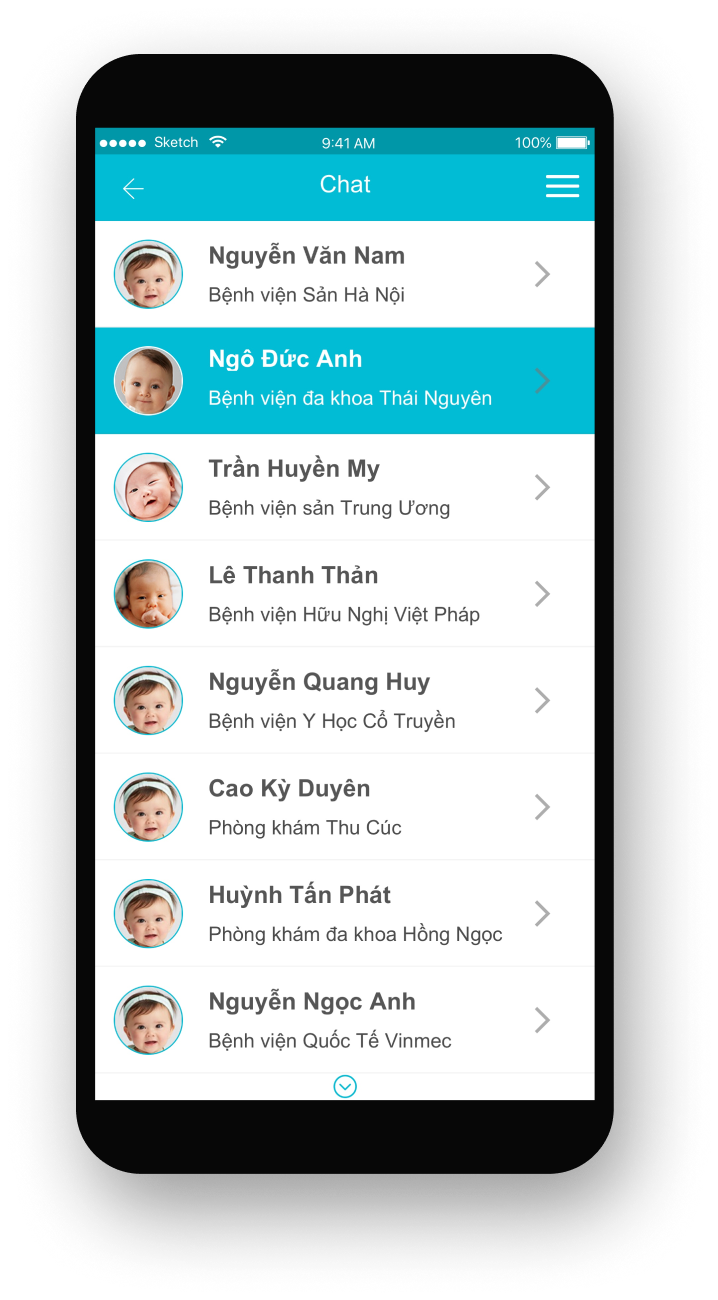 Sketch 9:41 AM 100%
Chat
Nguyễn Văn Nam
Bệnh viện Sản Hà Nội
Ngô Đức Anh
Bệnh viện đa khoa Thái Nguyên
Trần Huyền My
Bệnh viện sản Trung Ương
Lê Thanh Thản
Bệnh viện Hữu Nghị Việt Pháp
Nguyễn Quang Huy
Bệnh viện Y Học Cổ Truyền
Cao Kỳ Duyên
Phòng khám Thu Cúc
Huỳnh Tấn Phát
Phòng khám đa khoa Hồng Ngọc
Nguyễn Ngọc Anh
Bệnh viện Quốc Tế Vinmec